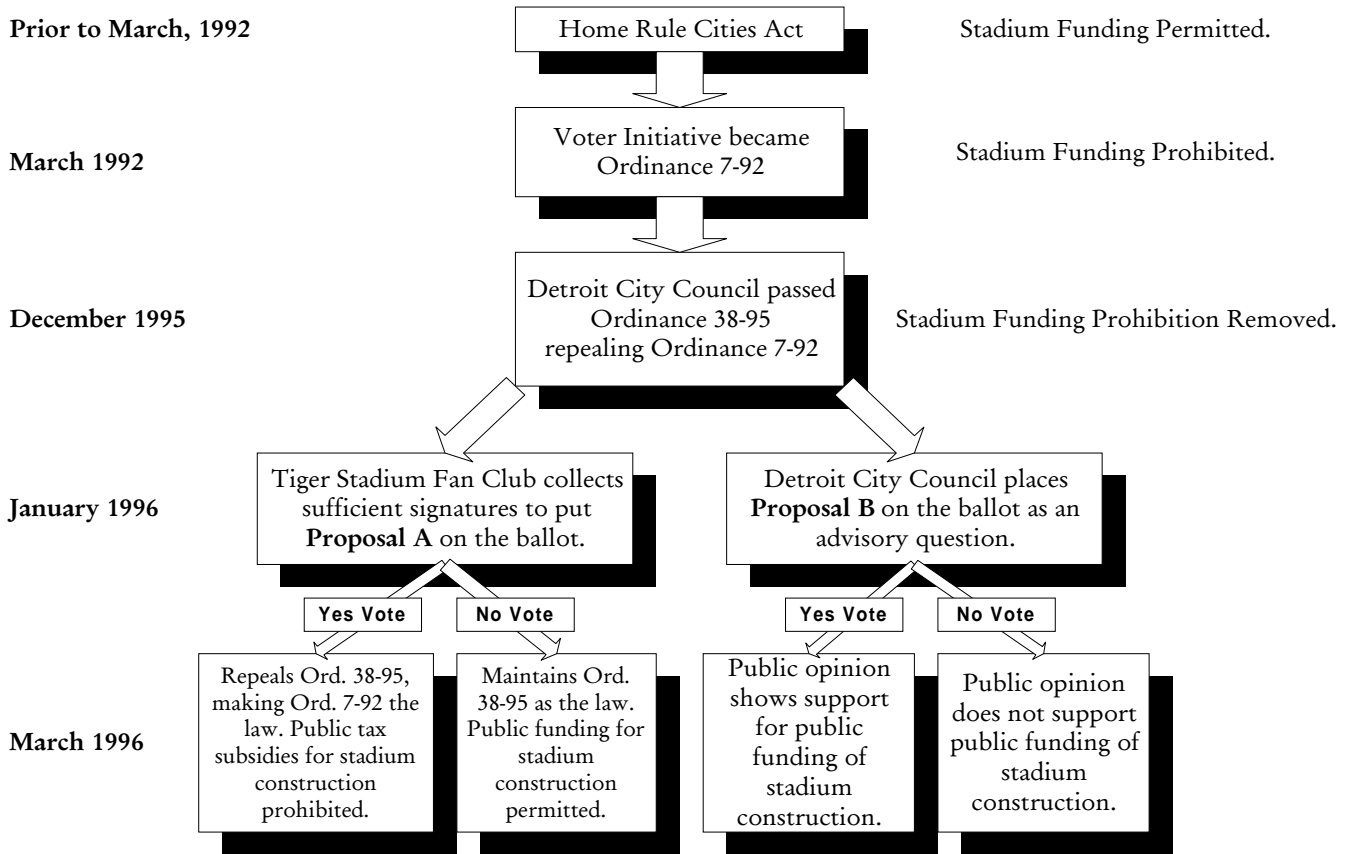 Prior to March, 1992
Home Rule Cities Act
Stadium Funding Permitted.
March 1992
Voter Initiative became
Ordinance 7-92
Stadium Funding Prohibited.
December 1995
Detroit City Council passed
Ordinance 38-95
repealing Ordinance 7-92
Stadium Funding Prohibition Removed.
January 1996
Tiger Stadium Fan Club collects
sufficient signatures to put
Proposal A on the ballot.
Detroit City Council places
Proposal B on the ballot as an
advisory question.
Yes Vote
No Vote
Yes Vote
No Vote
March 1996
Repeals Ord. 38-95,
making Ord. 7-92 the
law. Public tax
subsidies for stadium
construction
prohibited.
Maintains Ord.
38-95 as the law.
Public funding for
stadium
construction
permitted.
Public opinion
shows support
for public
funding of
stadium
construction.
Public opinion
does not support
public funding of
stadium
construction.